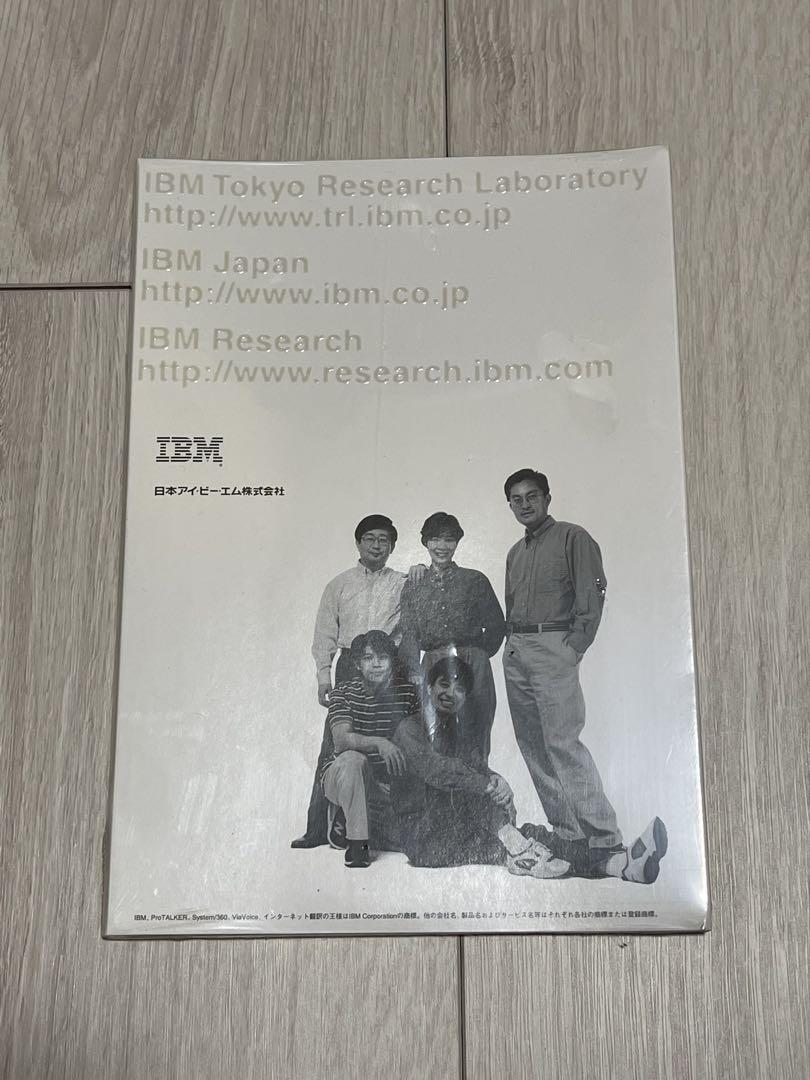 IBM Tokyo Research Laboratory
http://www.trl.ibm.co.jp
IBM Japan
http://www.ibm.co.jp
IBM Research
http://www.research.ibm.com
IBM
日本アイ・ビー・エム株式会社
IBM、ProTALKER、System/360、ViaVoice、インターネット翻訳の王様はIBM Corporationの商標。他の会社名、製品名およびサービス名等はそれぞれ各社の商標または登録商標。